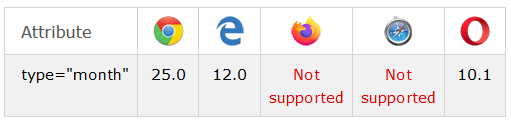 Attribute
type="month" 25.0 12.0 Not supported Not supported 10.1